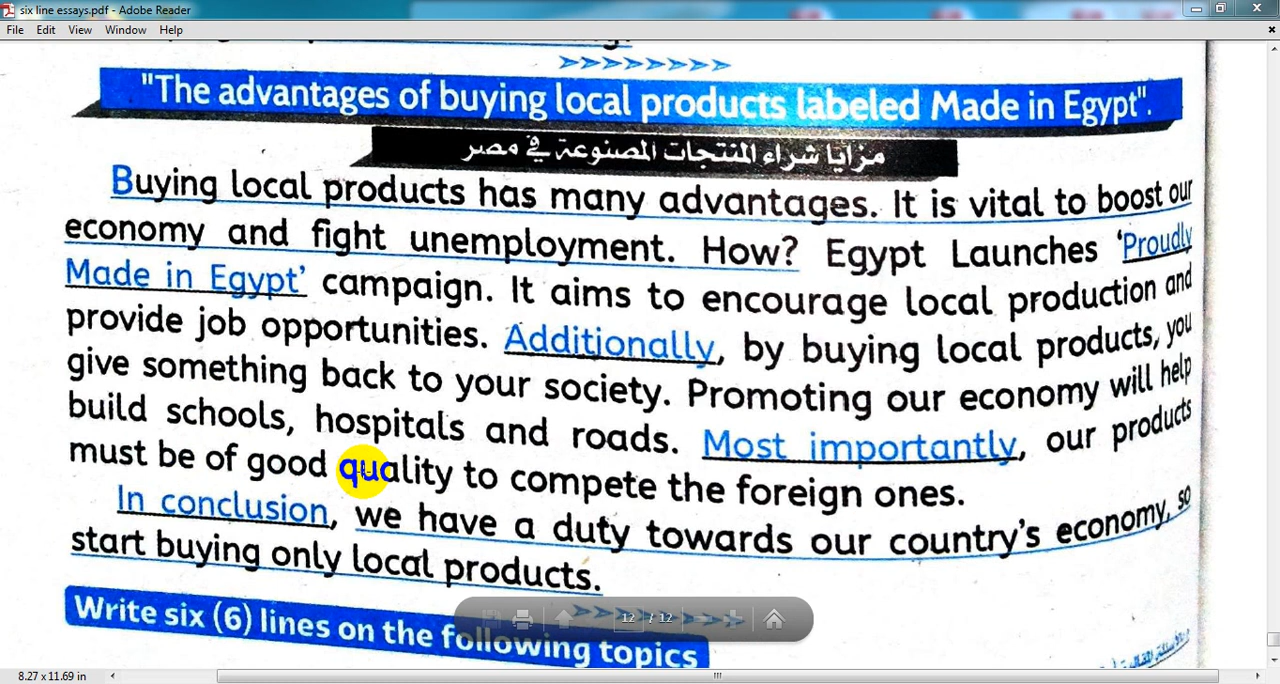 six line essays.pdf - Adobe Reader
File Edit View Window Help
"The advantages of buying local products labeled Made in Egypt".
مزايا شراء المنتجات المصنوعة في مصر
Buying local products has many advantages. It is vital to boost our
economy and fight unemployment. How? Egypt Launches ‘Proudly
Made in Egypt’ campaign. It aims to encourage local production and
provide job opportunities. Additionally, by buying local products, you
give something back to your society. Promoting our economy will help
build schools, hospitals and roads. Most importantly, our products
must be of good quality to compete the foreign ones.
In conclusion, we have a duty towards our country’s economy, so
start buying only local products.
Write six (6) lines on the following topics
12 / 12
8.27 x 11.69 in